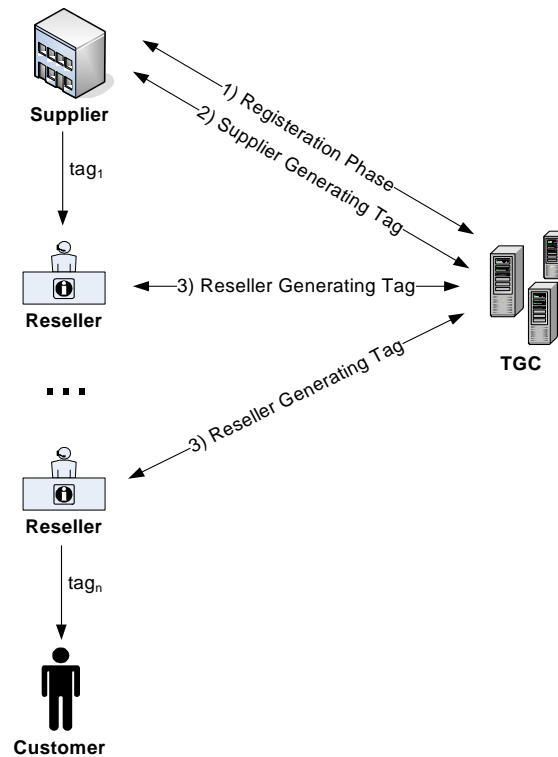 Supplier
1) Registeration Phase
2) Supplier Generating Tag
tag1
Reseller
3) Reseller Generating Tag
TGC
...
3) Reseller Generating Tag
Reseller
tagn
Customer